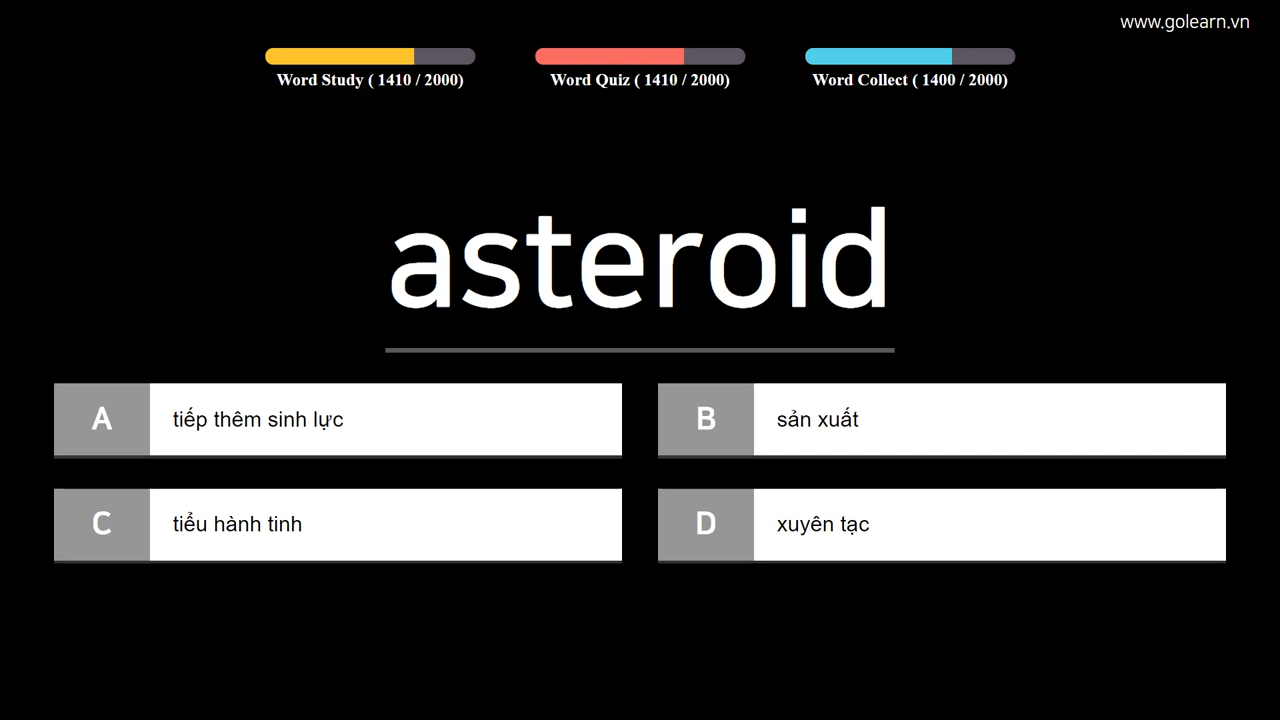 www.golearn.vn
Word Study ( 1410 / 2000)
Word Quiz ( 1410 / 2000)
Word Collect ( 1400 / 2000)
asteroid
A tiếp thêm sinh lực
B sản xuất
C tiểu hành tinh
D xuyên tạc